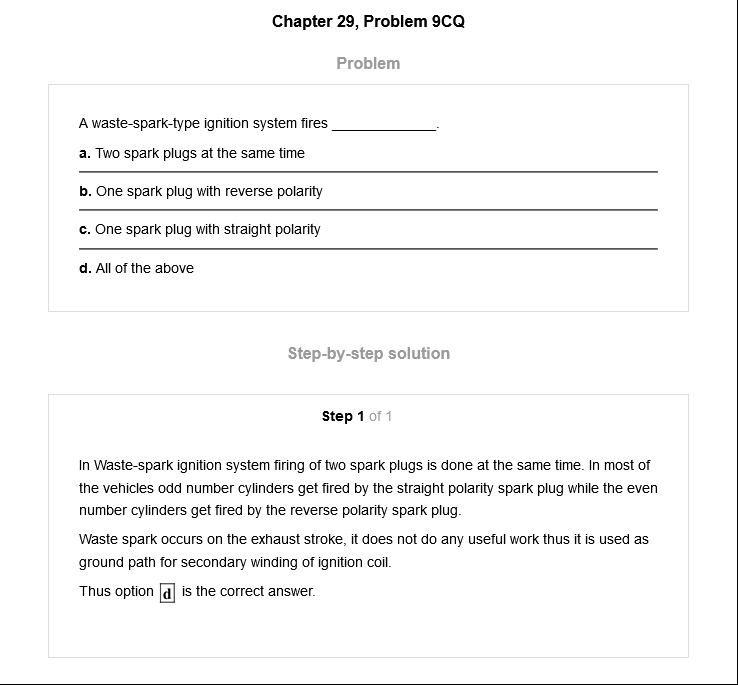 Chapter 29, Problem 9CQ
Problem
A waste-spark-type ignition system fires ______________.
a. Two spark plugs at the same time
b. One spark plug with reverse polarity
c. One spark plug with straight polarity
d. All of the above
Step-by-step solution
Step 1 of 1
In Waste-spark ignition system firing of two spark plugs is done at the same time. In most of
the vehicles odd number cylinders get fired by the straight polarity spark plug while the even
number cylinders get fired by the reverse polarity spark plug.
Waste spark occurs on the exhaust stroke, it does not do any useful work thus it is used as
ground path for secondary winding of ignition coil.
Thus option d is the correct answer.